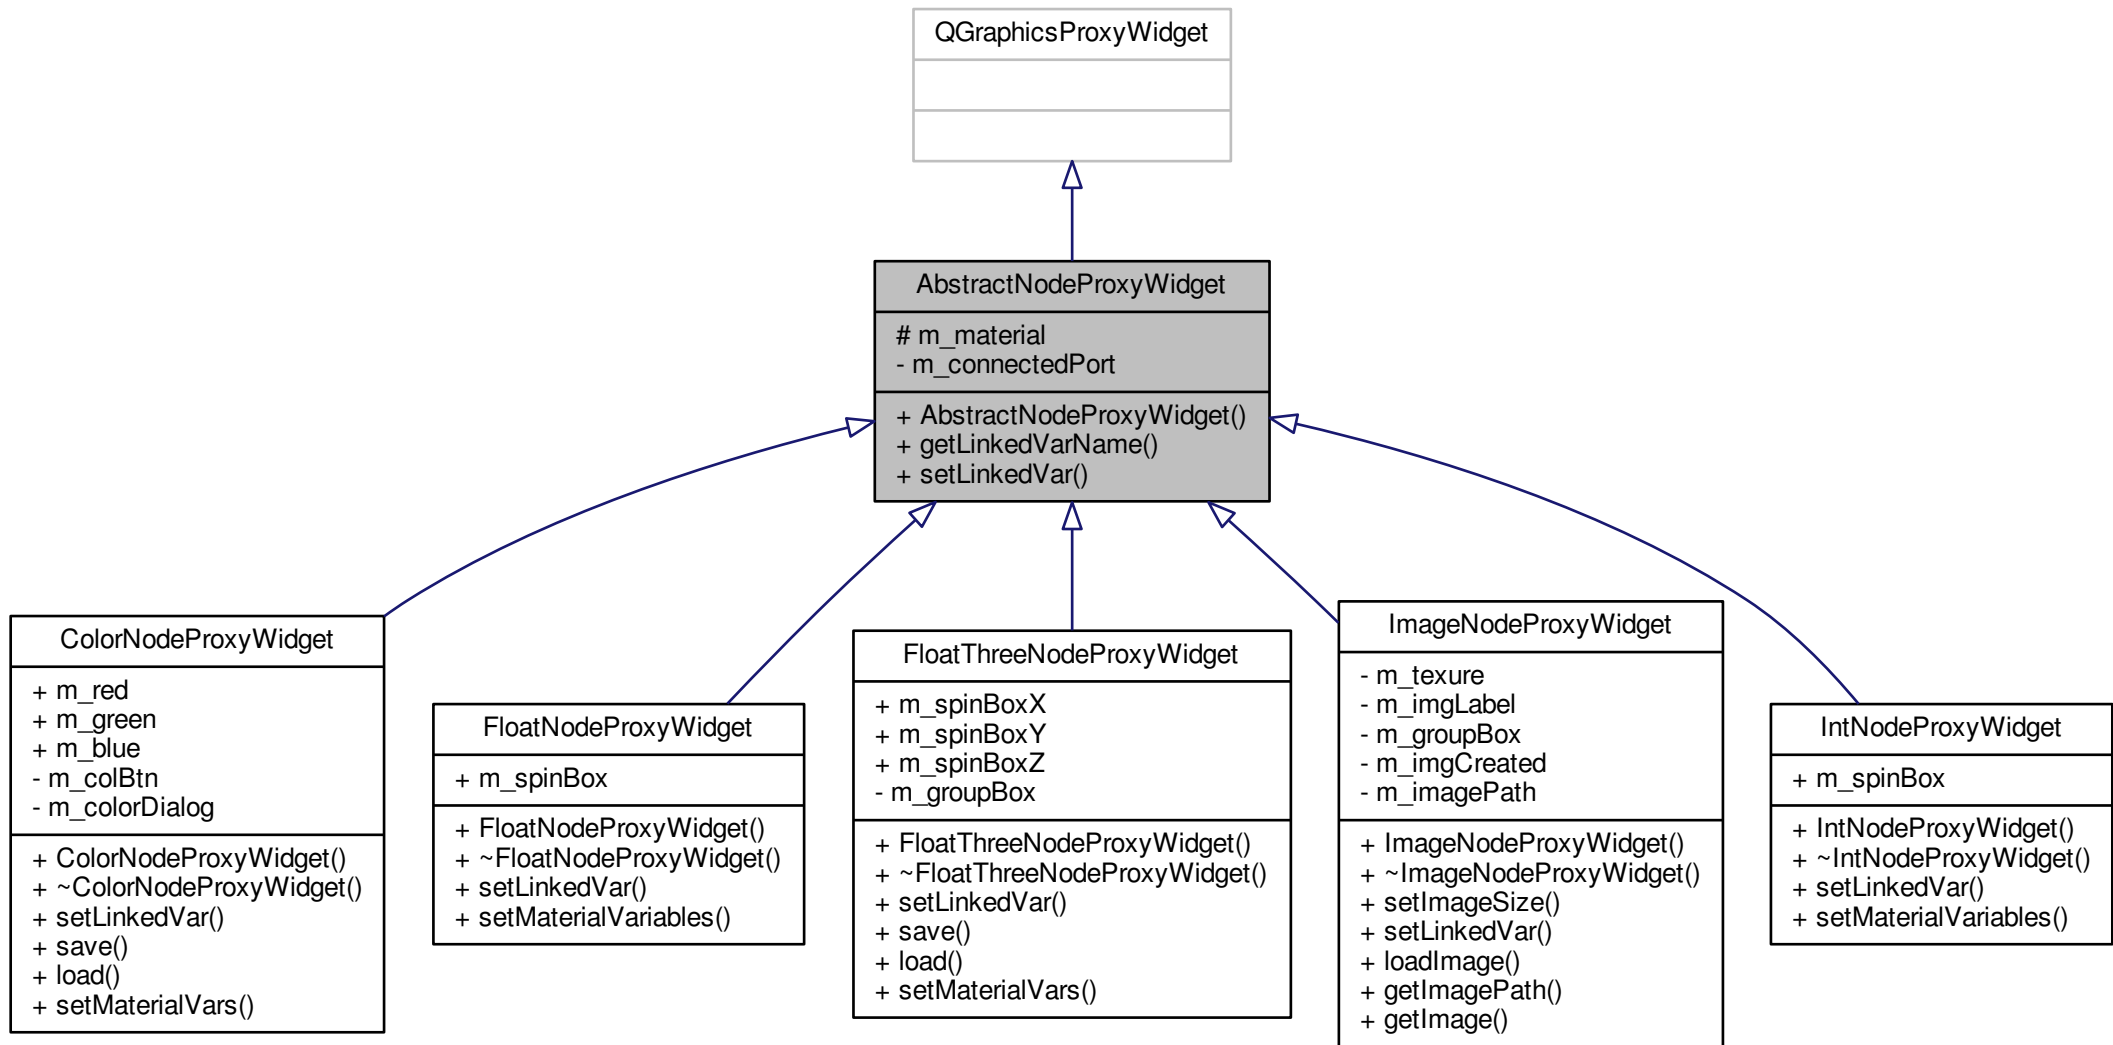 QGraphicsProxyWidget
AbstractNodeProxyWidget
# m_material
- m_connectedPort
+ AbstractNodeProxyWidget()
+ getLinkedVarName()
+ setLinkedVar()
ColorNodeProxyWidget
+ m_red
+ m_green
+ m_blue
- m_colBtn
- m_colorDialog
+ ColorNodeProxyWidget()
+ ~ColorNodeProxyWidget()
+ setLinkedVar()
+ save()
+ load()
+ setMaterialVars()
FloatNodeProxyWidget
+ m_spinBox
+ FloatNodeProxyWidget()
+ ~FloatNodeProxyWidget()
+ setLinkedVar()
+ setMaterialVariables()
FloatThreeNodeProxyWidget
+ m_spinBoxX
+ m_spinBoxY
+ m_spinBoxZ
- m_groupBox
+ FloatThreeNodeProxyWidget()
+ ~FloatThreeNodeProxyWidget()
+ setLinkedVar()
+ save()
+ load()
+ setMaterialVars()
ImageNodeProxyWidget
- m_texure
- m_imgLabel
- m_groupBox
- m_imgCreated
- m_imagePath
+ ImageNodeProxyWidget()
+ ~ImageNodeProxyWidget()
+ setImageSize()
+ setLinkedVar()
+ loadImage()
+ getImagePath()
+ getImage()
IntNodeProxyWidget
+ m_spinBox
+ IntNodeProxyWidget()
+ ~IntNodeProxyWidget()
+ setLinkedVar()
+ setMaterialVariables()